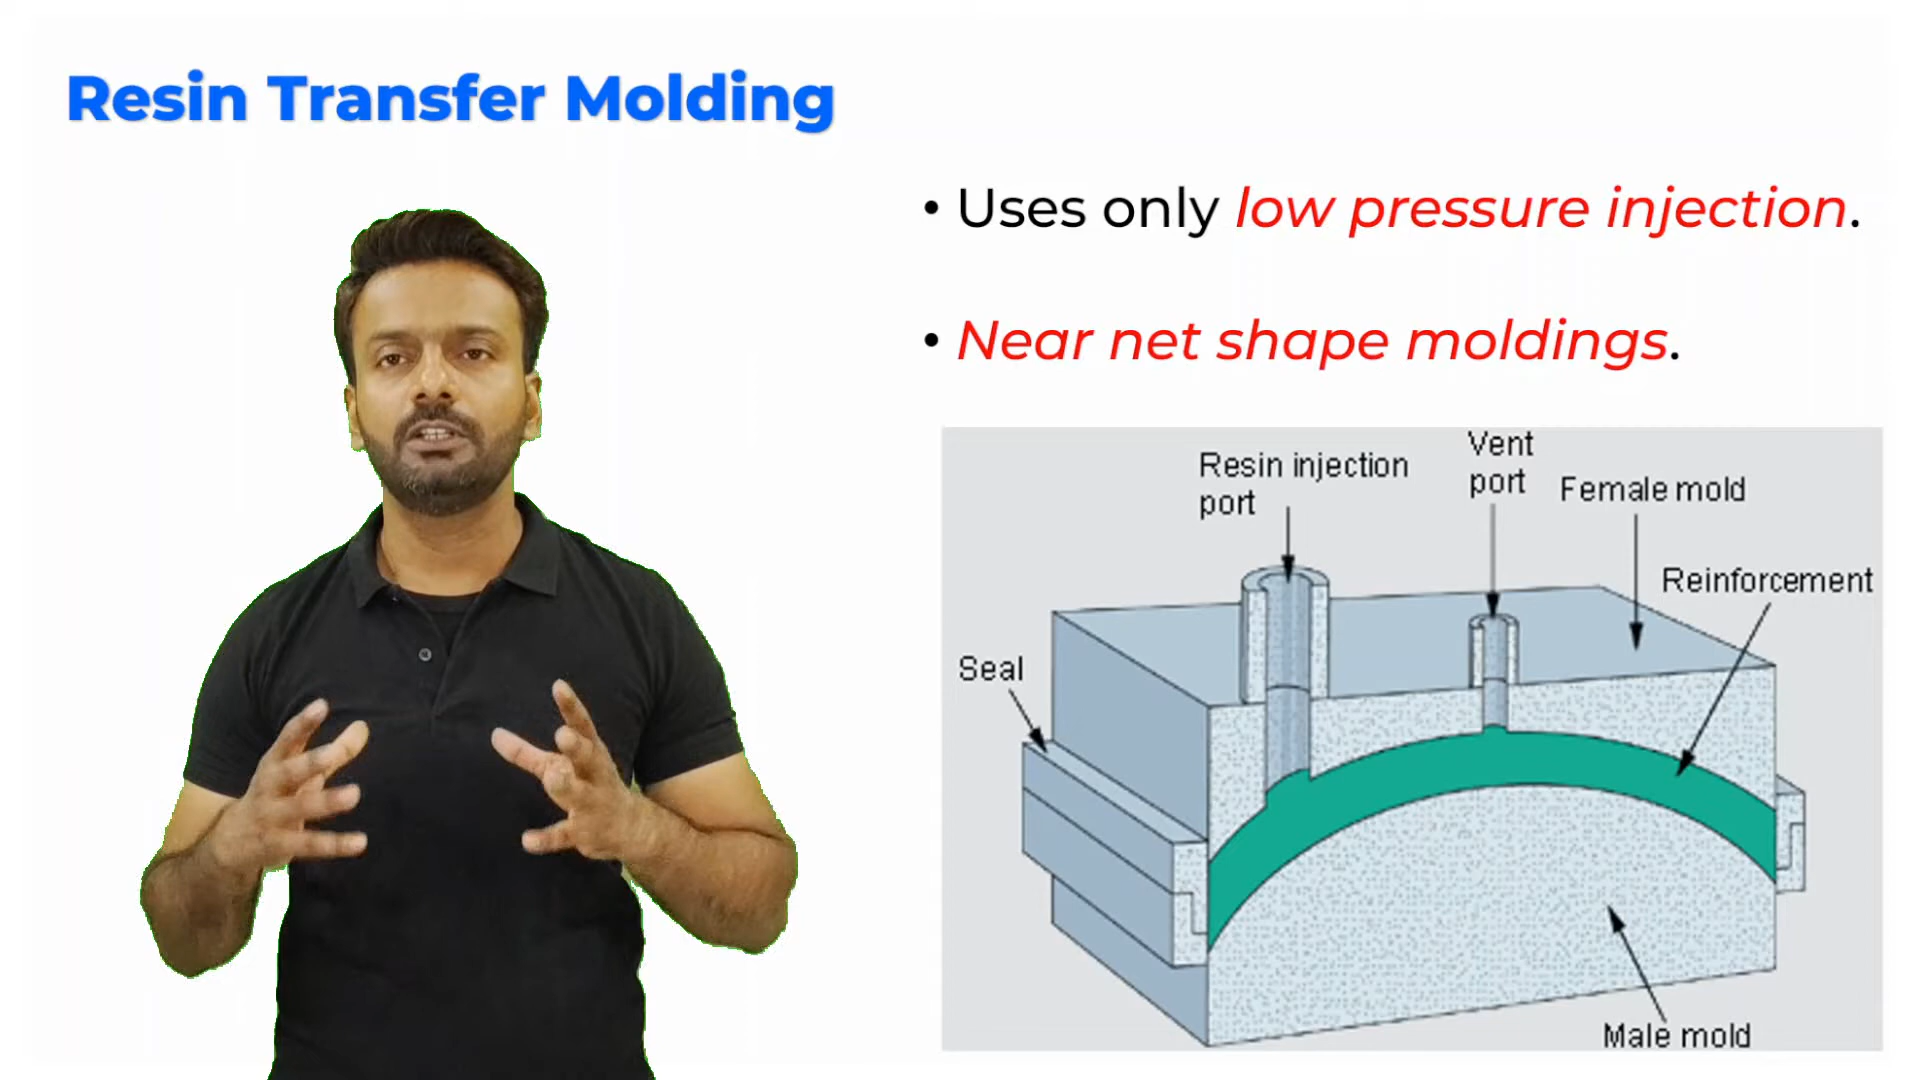 Resin Transfer Molding
• Uses only low pressure injection.
• Near net shape moldings.
Resin injection
port
Vent
port
Female mold
Reinforcement
Seal
Male mold